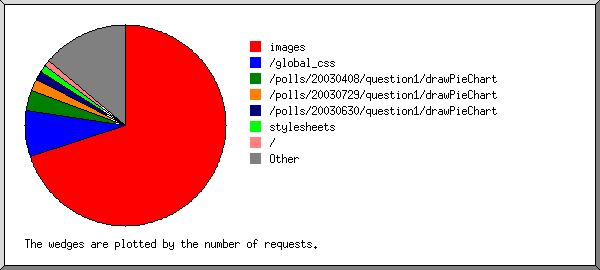 images
/global_css
/polls/20030408/question1/drawPieChart
/polls/20030729/question1/drawPieChart
/polls/20030630/question1/drawPieChart
stylesheets
/
Other
The wedges are plotted by the number of requests.